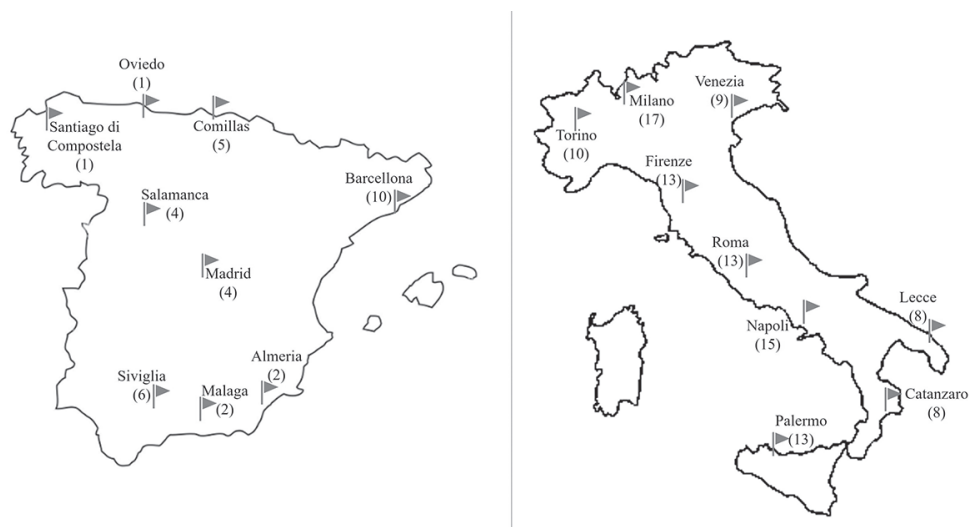 Oviedo
(1)
Santiago di
Compostela
(1)
Comillas
(5)
Barcellona
(10)
Salamanca
(4)
Madrid
(4)
Siviglia
(6)
Malaga
(2)
Almeria
(2)
Venezia
(9)
Milano
(17)
Torino
(10)
Firenze
(13)
Roma
(13)
Napoli
(15)
Lecce
(8)
Catanzaro
(8)
Palermo
(13)